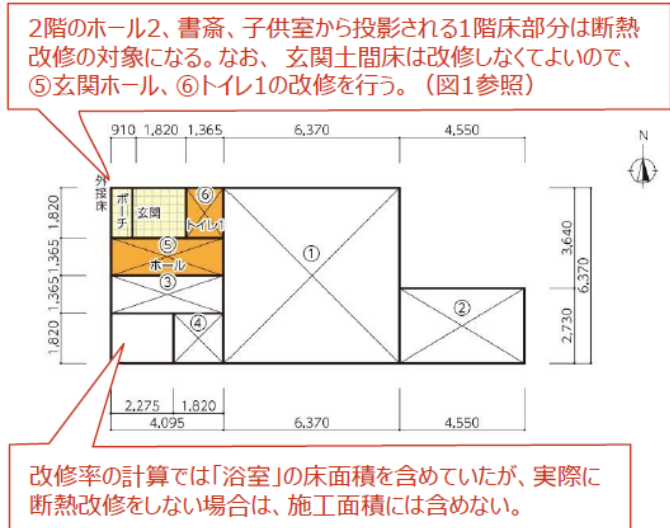 2階のホール2、書斎、子供室から投影される1階床部分は断熱
改修の対象になる。なお、 玄関土間床は改修しなくてよいので、
⑤玄関ホール、⑥トイレ1の改修を行う。（図1参照）
910 1,820 1,365 6,370 4,550
N
外接床
ポーチ
玄関
⑥
トイレ1
⑤
ホール
③
④
①
②
1,820
1,365
1,365
1,820
3,640
2,730
6,370
2,275 1,820
4,095 6,370 4,550
改修率の計算では「浴室」の床面積を含めていたが、実際に
断熱改修をしない場合は、施工面積には含めない。